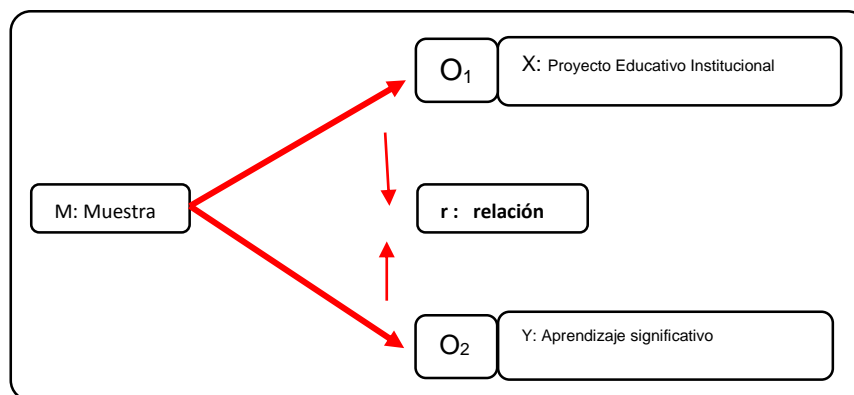 O₁
X: Proyecto Educativo Institucional
M: Muestra
r : relación
O₂
Y: Aprendizaje significativo